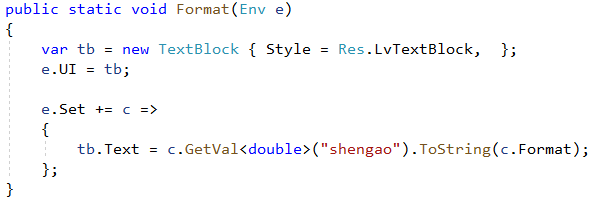 public static void Format(Env e)
{
    var tb = new TextBlock { Style = Res.LvTextBlock,  };
    e.UI = tb;

    e.Set += c =>
    {
        tb.Text = c.GetVal<double>("shengao").ToString(c.Format);
    };
}